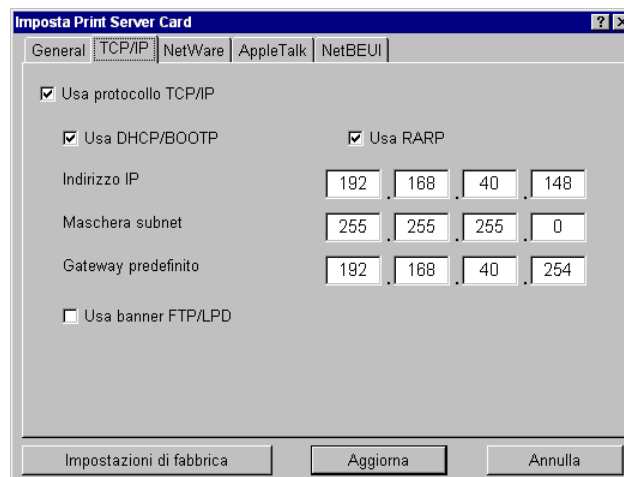 Imposta Print Server Card
General TCP/IP NetWare AppleTalk NetBEUI
Usa protocollo TCP/IP
Usa DHCP/BOOTP Usa RARP
Indirizzo IP 192 . 168 . 40 . 148
Maschera subnet 255 . 255 . 255 . 0
Gateway predefinito 192 . 168 . 40 . 254
Usa banner FTP/LPD
Impostazioni di fabbrica Aggiorna Annulla